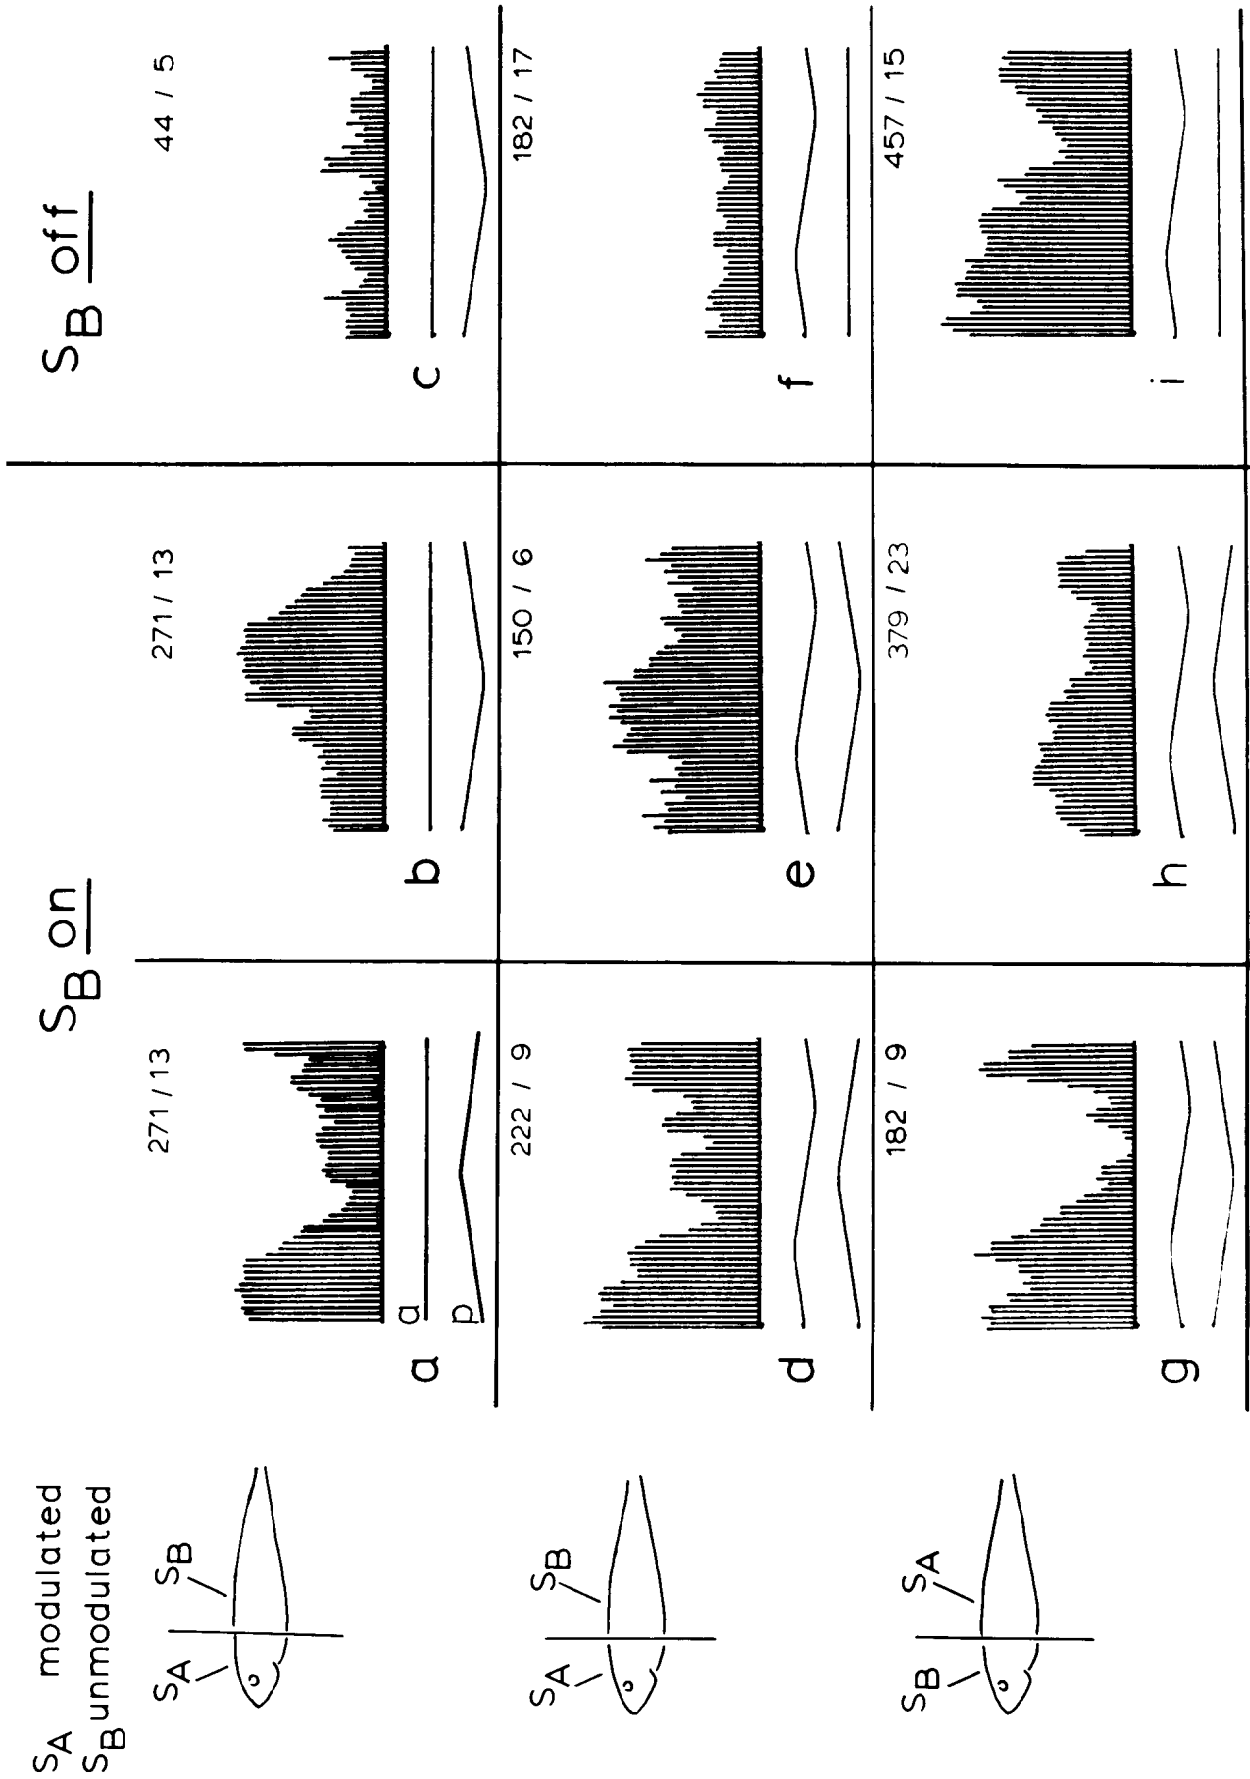 S_A modulated
S_B unmodulated
S_B on
S_B off
S_A S_B
271/13
a
p
a
271/13
b
44 / 5
c
S_A S_B
222 / 9
d
150 / 6
e
182 / 17
f
S_B S_A
182 / 9
g
379 / 23
h
457 / 15
i